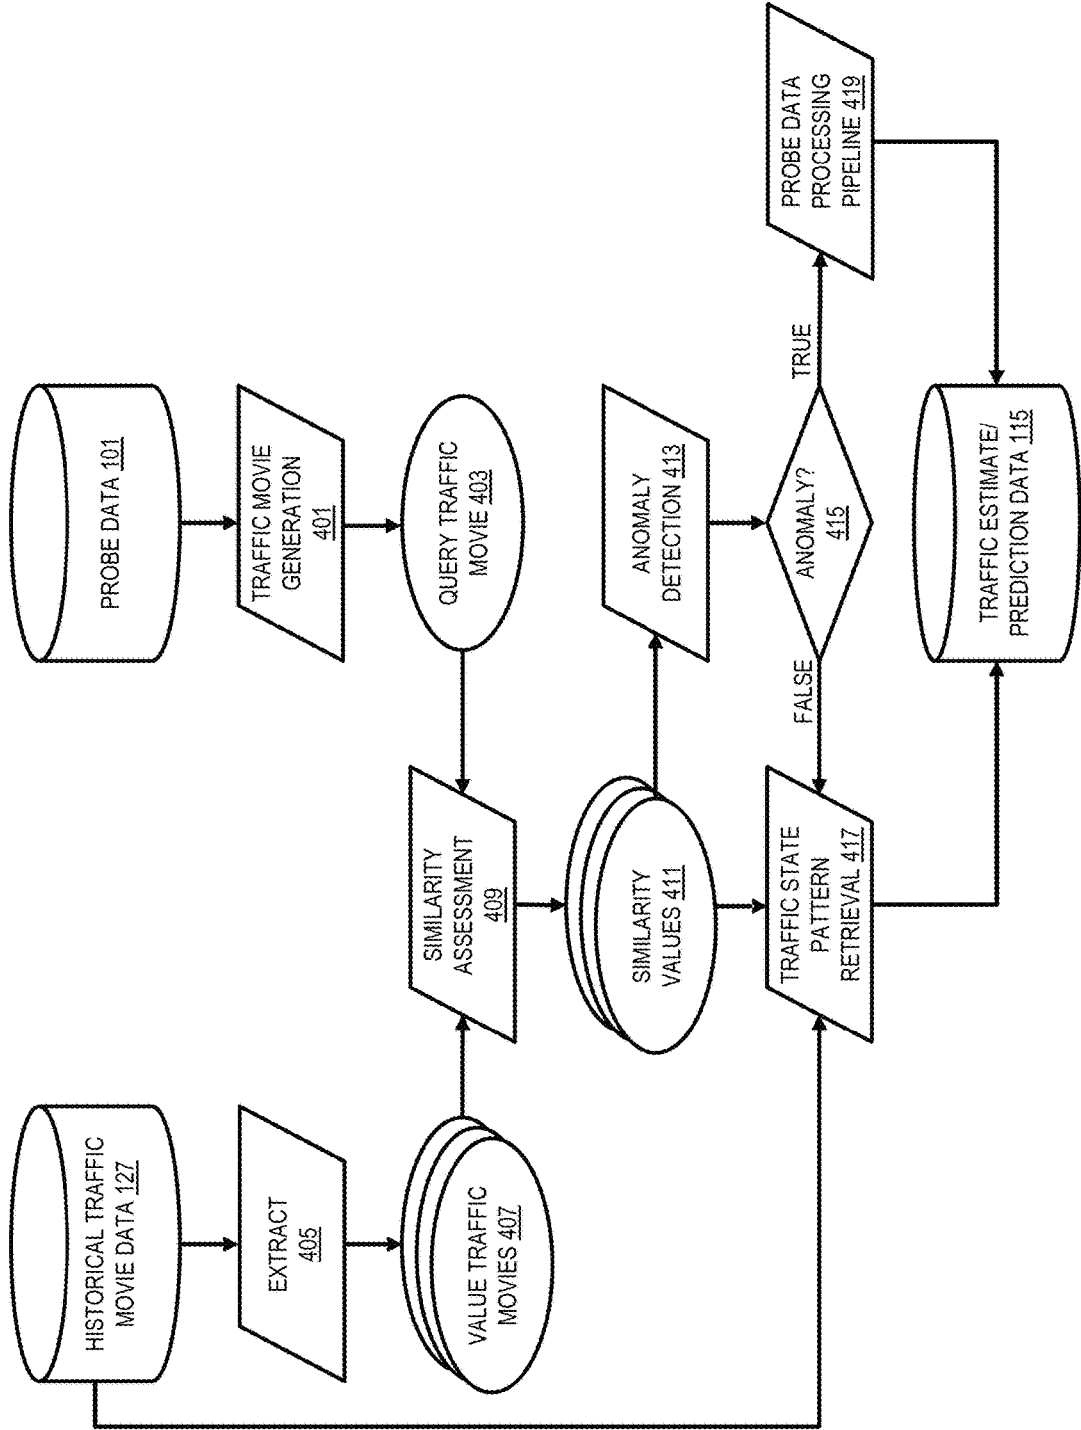 HISTORICAL TRAFFIC
MOVIE DATA 127
PROBE DATA 101
EXTRACT
405
TRAFFIC MOVIE
GENERATION
401
VALUE TRAFFIC
MOVIES 407
SIMILARITY
ASSESSMENT
409
QUERY TRAFFIC
MOVIE 403
SIMILARITY
VALUES 411
ANOMALY
DETECTION 413
TRAFFIC STATE
PATTERN
RETRIEVAL 417
FALSE
ANOMALY?
415
TRUE
PROBE DATA
PROCESSING
PIPELINE 419
TRAFFIC ESTIMATE/
PREDICTION DATA 115